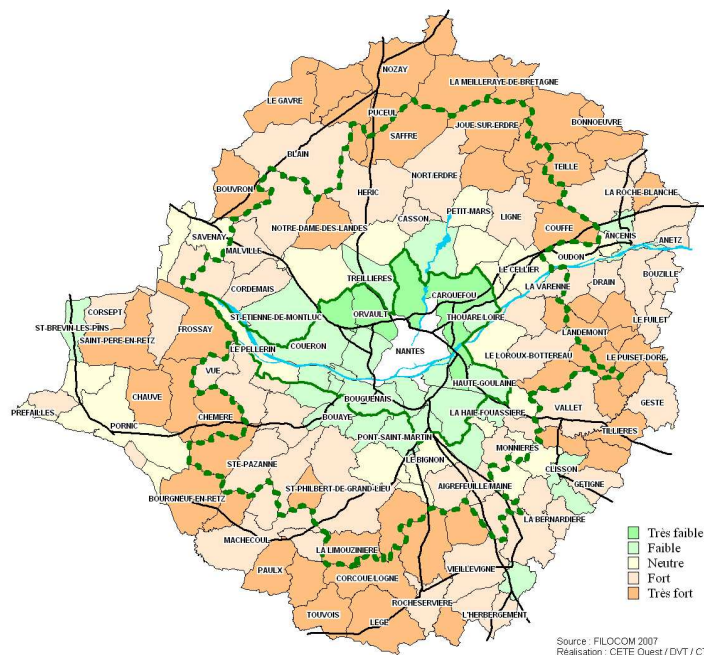 NOZAY
LA MEILLERAYE-DE-BRETAGNE
LE GAVRE
PUCEUL
BONNOEUVRE
SAFFRE
JOUE-SUR-ERDRE
BLAIN
TEILLE
NORT/ERDRE
BOUVRON
LA ROCHE-BLANCHE
HERIC
PETIT-MARS
CASSON
LIGNE
NOTRE-DAME-DES-LANDES
COUFFE
ANCENIS
SAVENAY
ANETZ
MALVILLE
OUDON
LE CELLIER
BOUZILLE
TREILLIERES
DRAIN
CORDEMAIS
LA VARENNE
CARQUEFOU
CORSEPT
ST-ETIENNE-DE-MONTLUC
ORVAULT
THOUARE-LOIRE
LE FUILET
ST-BREVIN-LES-PINS
FROSSAY
LANDEMONT
SAINT-PERE-EN-RETZ
COUERON
LE PELLERIN
NANTES
LE LOROUX-BOTTEREAU
LE PUISET-DORE
VUE
HAUTE-GOULAINE
CHAUVE
GESTE
BOUGUENAIS
PREFAILLES
CHEMERE
BOUAYE
LA HAIE-FOUASSIERE
VALLET
PORNIC
TILLIERES
PONT-SAINT-MARTIN
MONNIERES
LE BIGNON
STE-PAZANNE
CLISSON
GETIGNE
AIGREFEUILLE-MAINE
ST-PHILBERT-DE-GRAND-LIEU
BOURGNEUF-EN-RETZ
LA BERNARDIERE
MACHECOUL
LA LIMOUZINIERE
PAULX
VIEILLEVIGNE
CORCOUE-LOGNE
ROCHESERVIERE
TOUVOIS
LEGE
L'HERBERGEMENT
Très faible
Faible
Neutre
Fort
Très fort
Source : FILOCOM 2007
Réalisation : CETE Ouest / DVT / CT